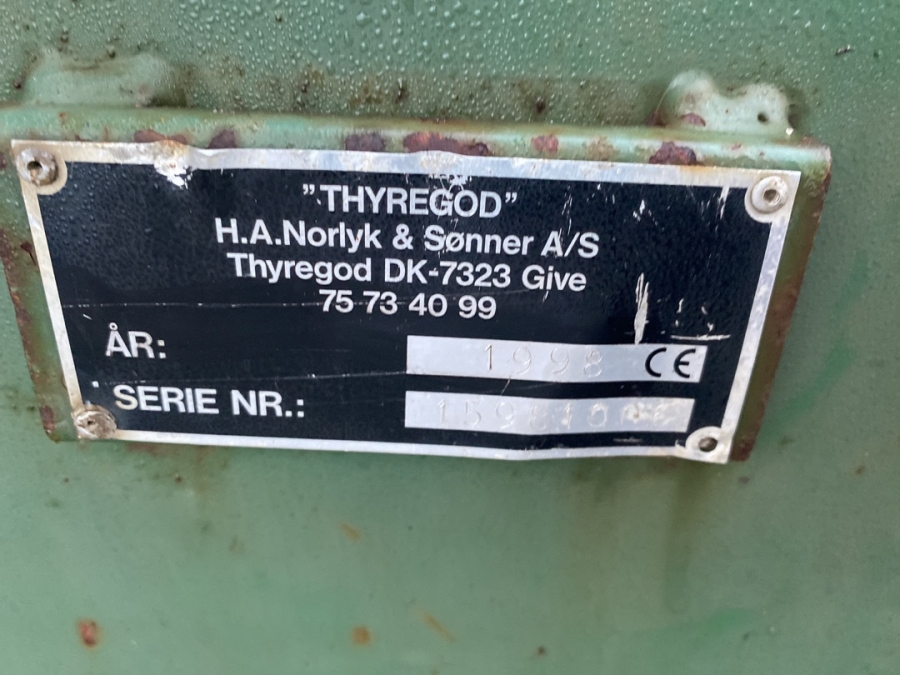 "THYREGOD"
H.A.Norlyk & Sønner A/S
Thyregod DK-7323 Give
75 73 40 99
ÅR: 1998 CE
SERIE NR.: